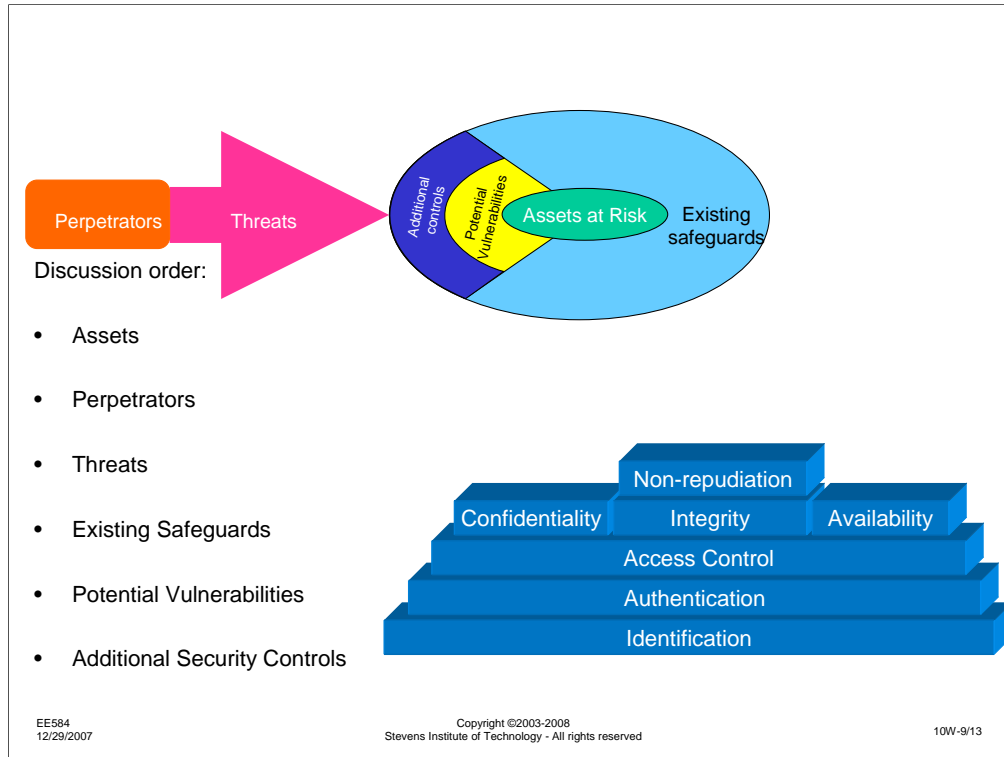 Perpetrators
Threats
Additional
controls
Potential
Vulnerabilities
Assets at Risk
Existing
safeguards
Discussion order:
• Assets
• Perpetrators
• Threats
• Existing Safeguards
• Potential Vulnerabilities
• Additional Security Controls
Non-repudiation
Confidentiality
Integrity
Availability
Access Control
Authentication
Identification
EE584
12/29/2007
Copyright ©2003-2008
Stevens Institute of Technology - All rights reserved
10W-9/13